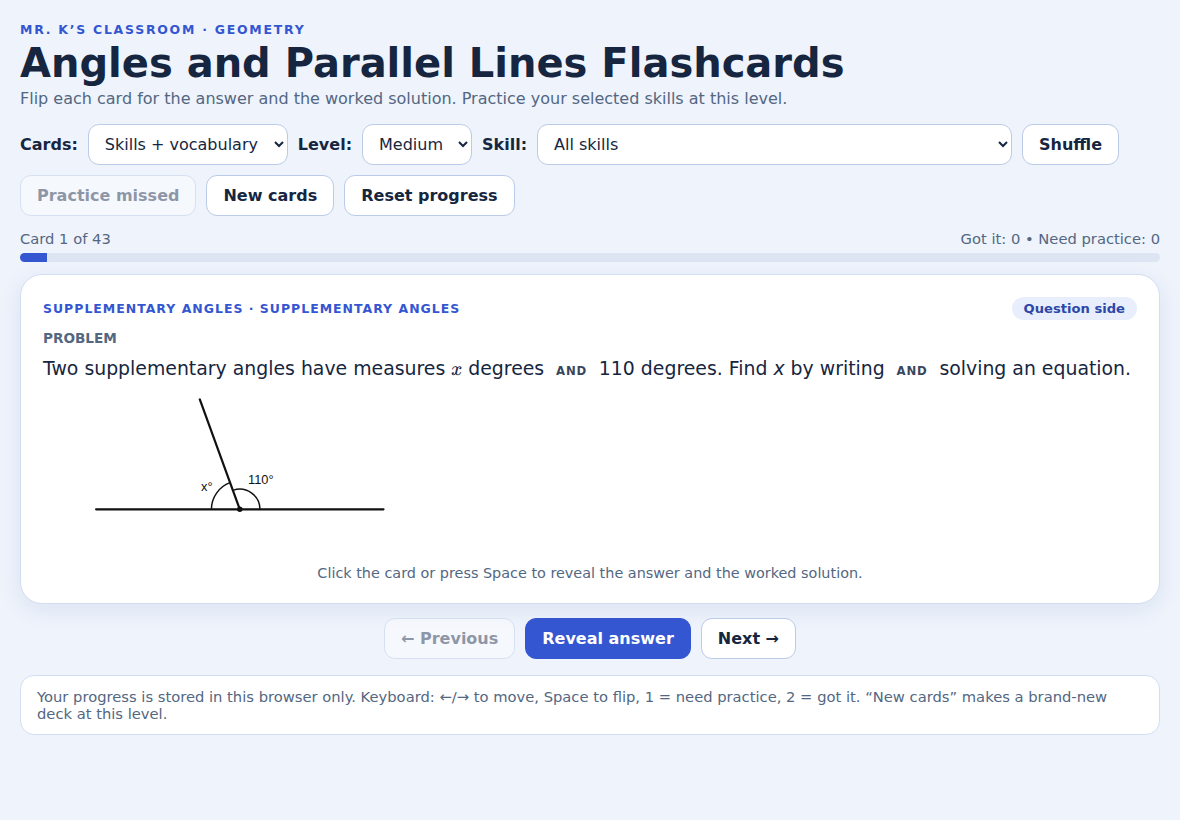 MR. K’S CLASSROOM · GEOMETRY
Angles and Parallel Lines Flashcards
Flip each card for the answer and the worked solution. Practice your selected skills at this level.
Cards: Skills + vocabulary Level: Medium Skill: All skills Shuffle
Practice missed New cards Reset progress
Card 1 of 43 Got it: 0 • Need practice: 0
SUPPLEMENTARY ANGLES · SUPPLEMENTARY ANGLES Question side
PROBLEM
Two supplementary angles have measures x degrees AND 110 degrees. Find x by writing AND solving an equation.
x° 110°
Click the card or press Space to reveal the answer and the worked solution.
← Previous Reveal answer Next →
Your progress is stored in this browser only. Keyboard: ←/→ to move, Space to flip, 1 = need practice, 2 = got it. “New cards” makes a brand-new
deck at this level.